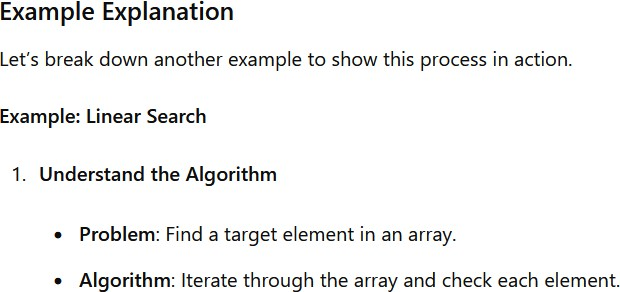 Example Explanation
Let’s break down another example to show this process in action.
Example: Linear Search
1. Understand the Algorithm
• Problem: Find a target element in an array.
• Algorithm: Iterate through the array and check each element.